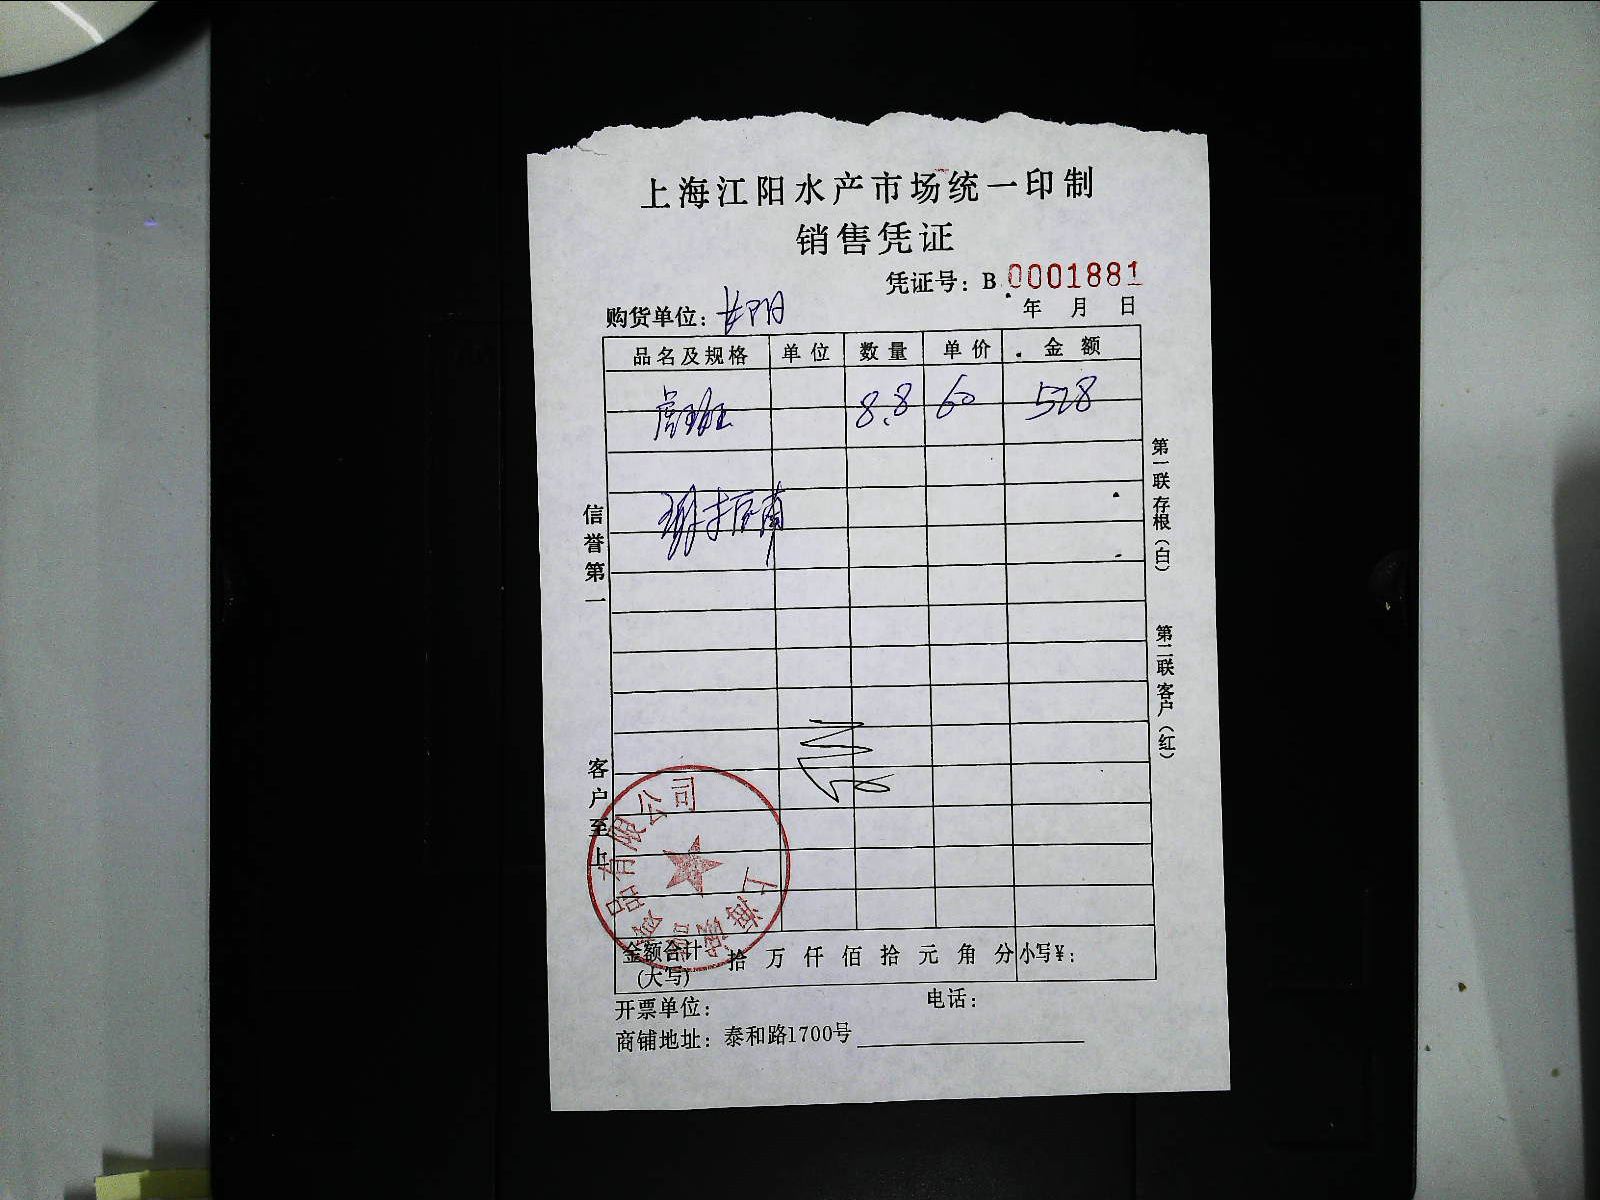 上海江阳水产市场统一印制
销售凭证
凭证号：B 0001881
购货单位：长阳 年 月 日
品名及规格 单位 数量 单价 金额
虎斑 8.8 60 528
信誉第一
客户至上
第一联存根（白）
第二联客户（红）
金额合计（大写） 拾 万 仟 佰 拾 元 角 分 小写￥：
开票单位： 电话：
商铺地址：泰和路1700号